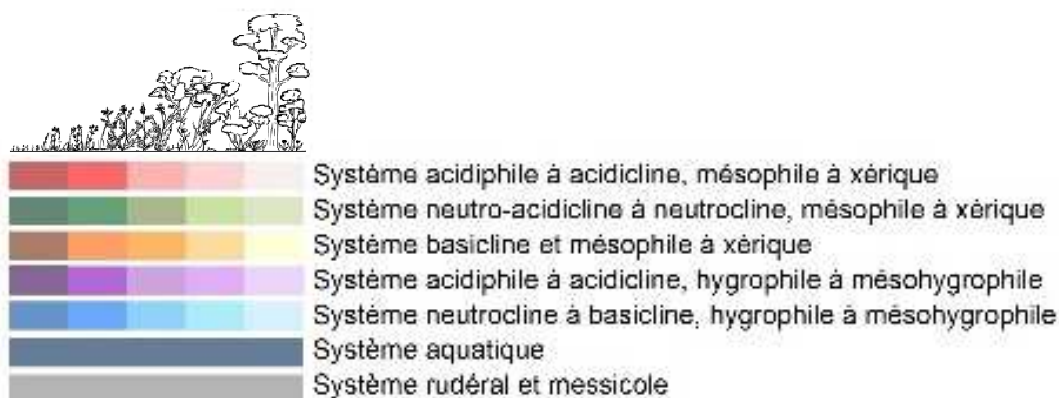 Système acidiphile à acidicline, mésophile à xérique
Système neutro-acidicline à neutrocline, mésophile à xérique
Système basicline et mésophile à xérique
Système acidiphile à acidicline, hygrophile à mésohygrophile
Système neutrocline à basicline, hygrophile à mésohygrophile
Système aquatique
Système rudéral et messicole